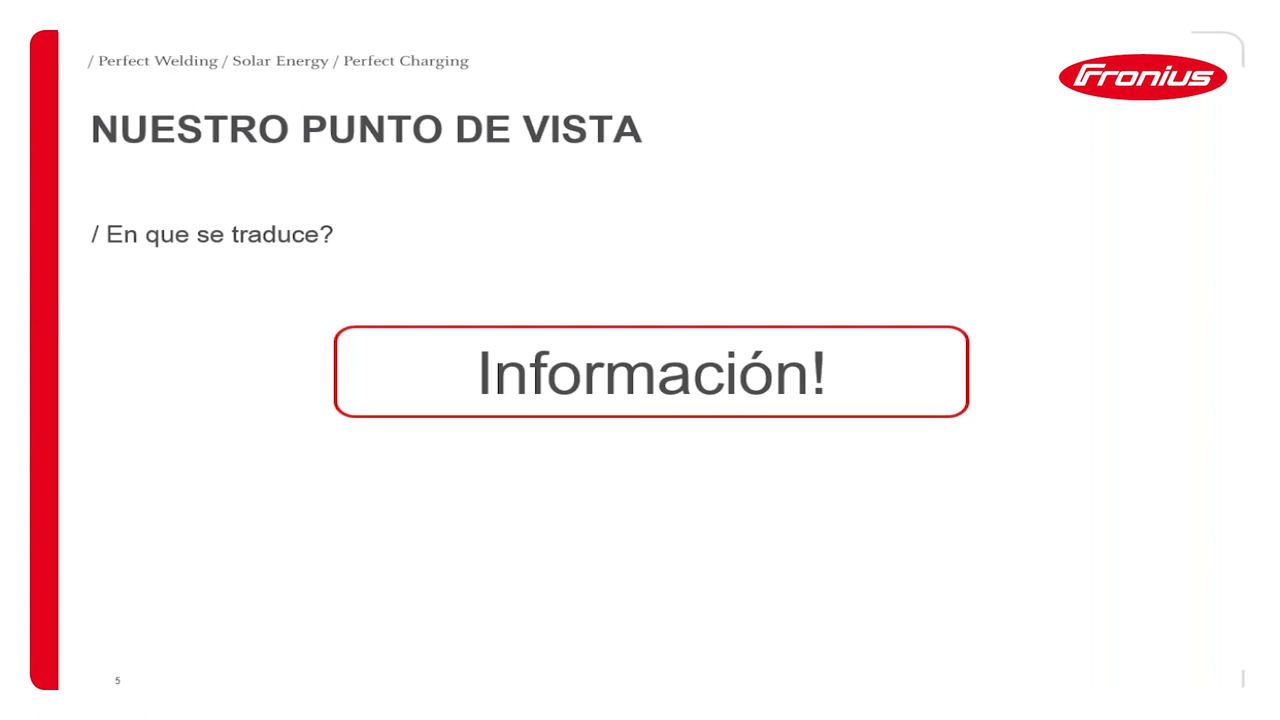 / Perfect Welding / Solar Energy / Perfect Charging
Fronius
NUESTRO PUNTO DE VISTA
/ En que se traduce?
Información!
5